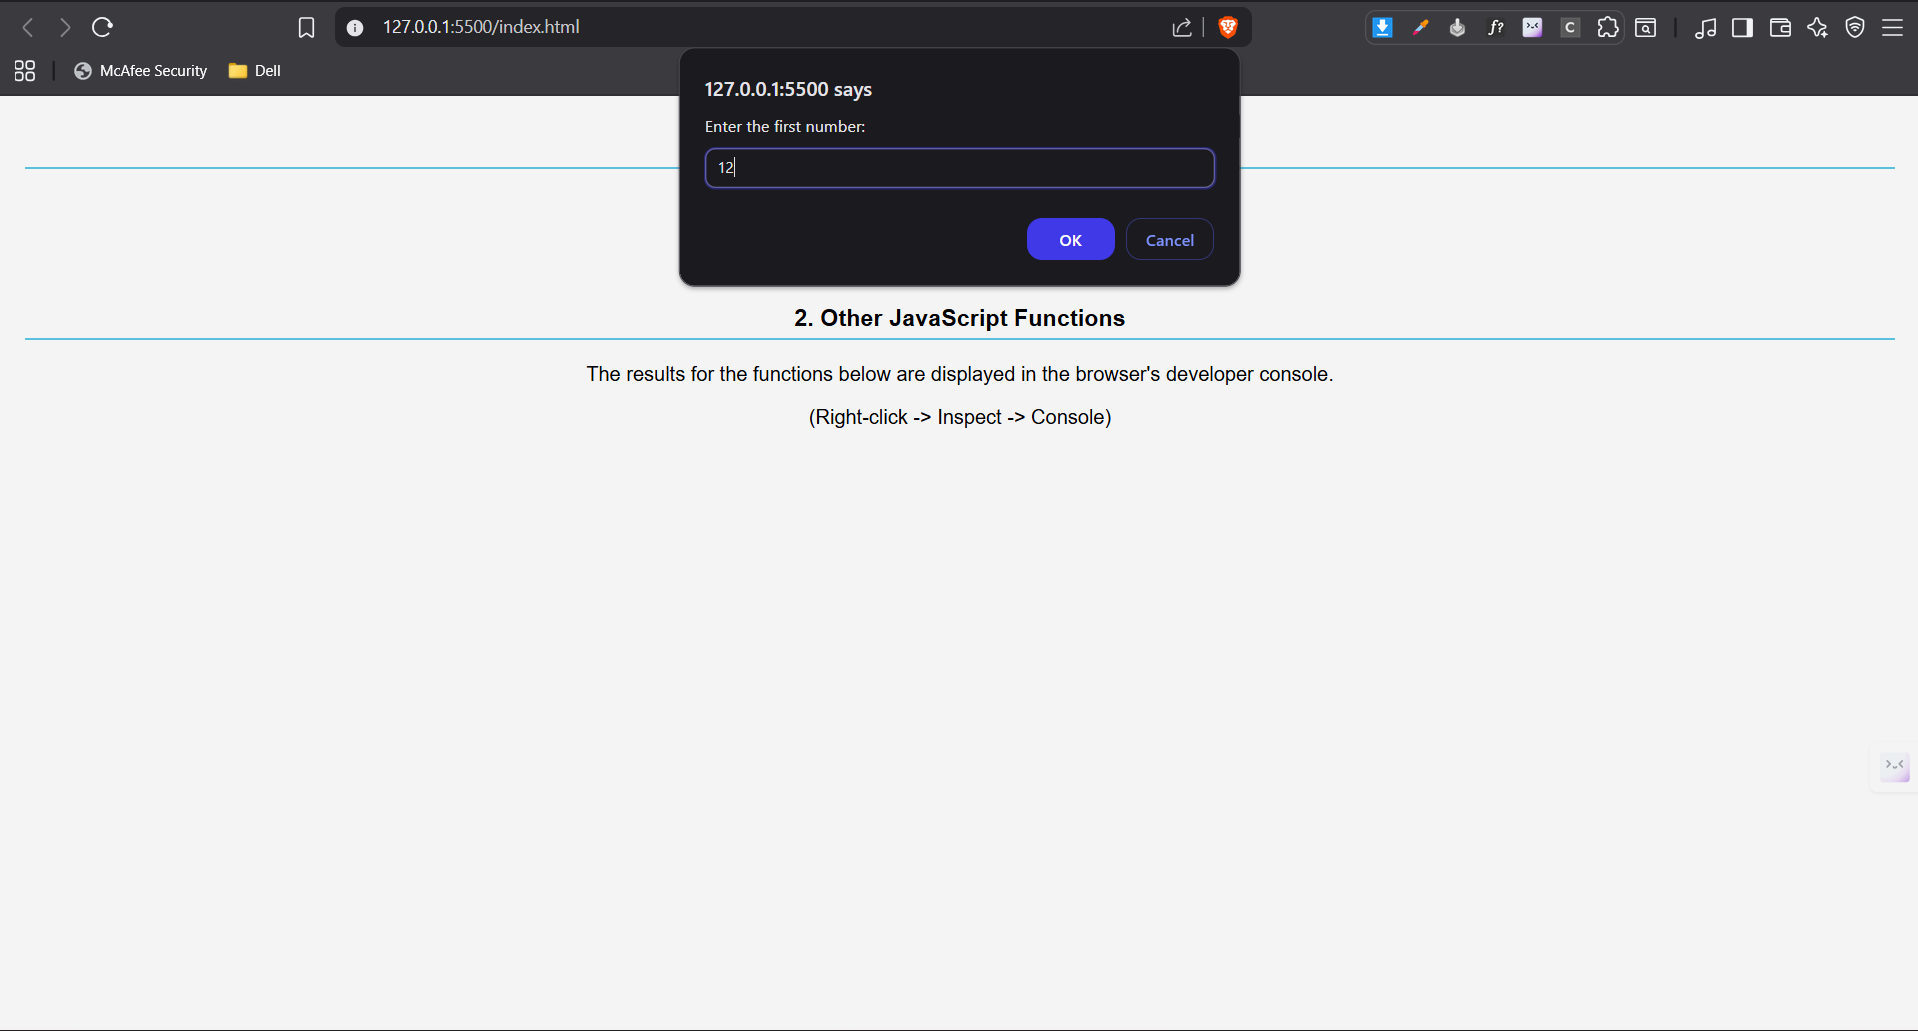 127.0.0.1:5500/index.html
f?
C
McAfee Security
Dell
127.0.0.1:5500 says
Enter the first number:
12
OK
Cancel
2. Other JavaScript Functions
The results for the functions below are displayed in the browser's developer console.
(Right-click -> Inspect -> Console)